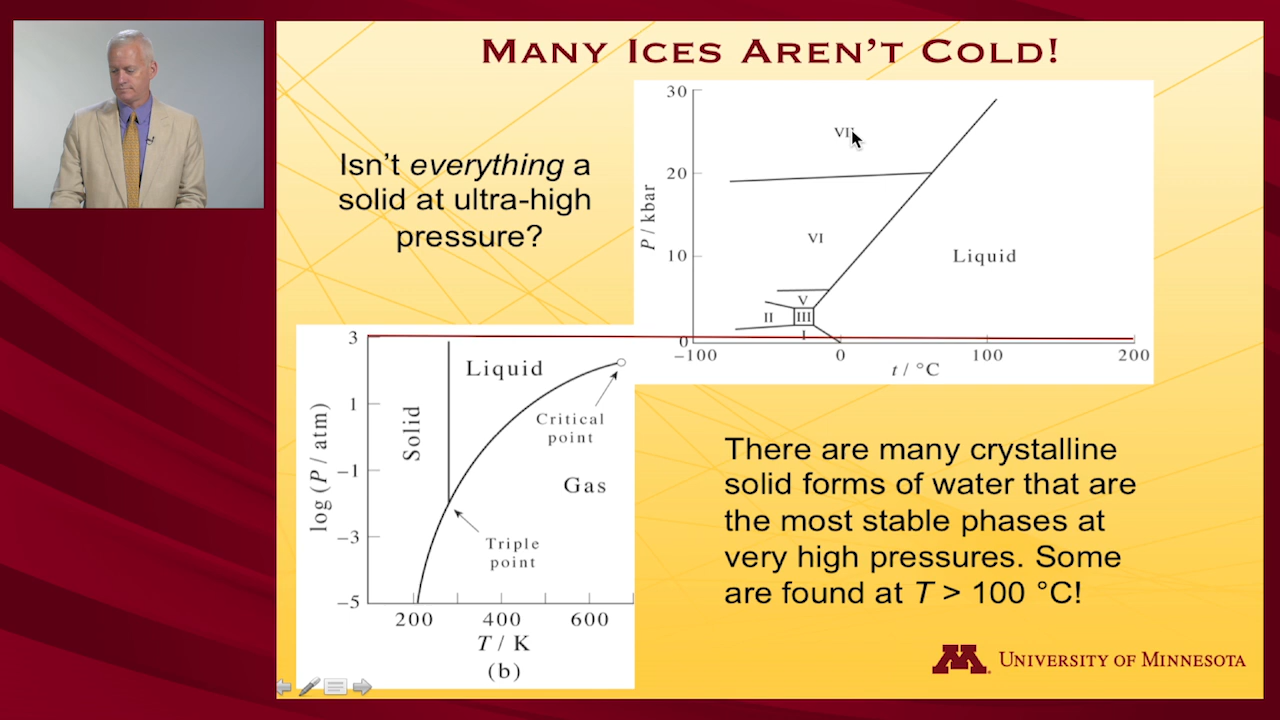 MANY ICES AREN'T COLD!
Isn't everything a
solid at ultra-high
pressure?
30
20
10
0
P / kbar
VII
VI
V
II
III
I
Liquid
−100
0
100
200
t / °C
3
1
−1
−3
−5
log (P / atm)
Solid
Liquid
Critical
point
Gas
Triple
point
200
400
600
T / K
(b)
There are many crystalline
solid forms of water that are
the most stable phases at
very high pressures. Some
are found at T > 100 °C!
M
UNIVERSITY OF MINNESOTA